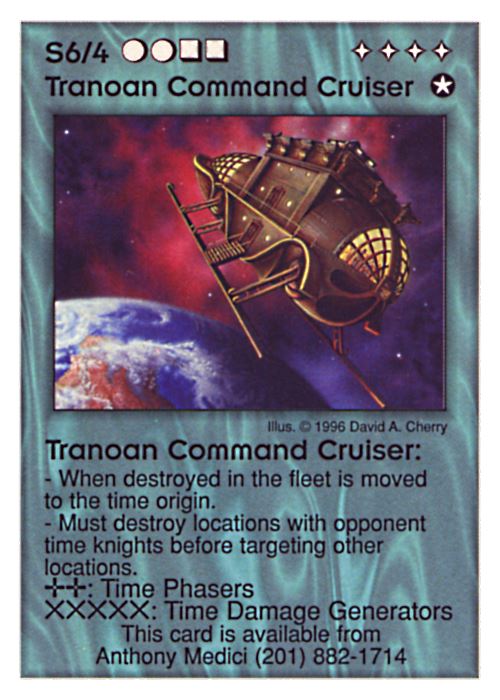 S6/4
Tranoan Command Cruiser
Illus. © 1996 David A. Cherry
Tranoan Command Cruiser:
- When destroyed in the fleet is moved
to the time origin.
- Must destroy locations with opponent
time knights before targeting other
locations.
✢✢: Time Phasers
XXXXX: Time Damage Generators
This card is available from
Anthony Medici (201) 882-1714